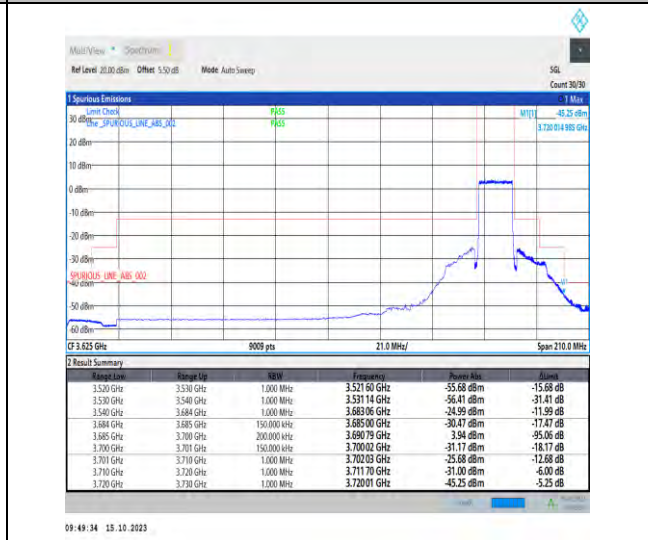 MultiView Spectrum
Ref Level 20.00 dBm Offset 5.50 dB Mode Auto Sweep SGL
Count 30/30
1 Spurious Emissions 1 Max
Limit Check PASS M1[1] -45.25 dBm
30 dBm Line _SPURIOUS_LINE_ABS_002 PASS 3.720 014 985 GHz
20 dBm
10 dBm
0 dBm
-10 dBm
-20 dBm
-30 dBm
SPURIOUS_LINE_ABS_002
-40 dBm
M1
-50 dBm
-60 dBm
CF 3.625 GHz 9009 pts 21.0 MHz/ Span 210.0 MHz
2 Result Summary
Range Low Range Up RBW Frequency Power Abs ΔLimit
3.520 GHz 3.530 GHz 1.000 MHz 3.521 60 GHz -55.68 dBm -15.68 dB
3.530 GHz 3.540 GHz 1.000 MHz 3.531 14 GHz -56.41 dBm -31.41 dB
3.540 GHz 3.684 GHz 1.000 MHz 3.683 06 GHz -24.99 dBm -11.99 dB
3.684 GHz 3.685 GHz 150.000 kHz 3.685 00 GHz -30.47 dBm -17.47 dB
3.685 GHz 3.700 GHz 200.000 kHz 3.690 79 GHz 3.94 dBm -95.06 dB
3.700 GHz 3.701 GHz 150.000 kHz 3.700 02 GHz -31.17 dBm -18.17 dB
3.701 GHz 3.710 GHz 1.000 MHz 3.702 03 GHz -25.68 dBm -12.68 dB
3.710 GHz 3.720 GHz 1.000 MHz 3.711 70 GHz -31.00 dBm -6.00 dB
3.720 GHz 3.730 GHz 1.000 MHz 3.720 01 GHz -45.25 dBm -5.25 dB
09:49:34 15.10.2023